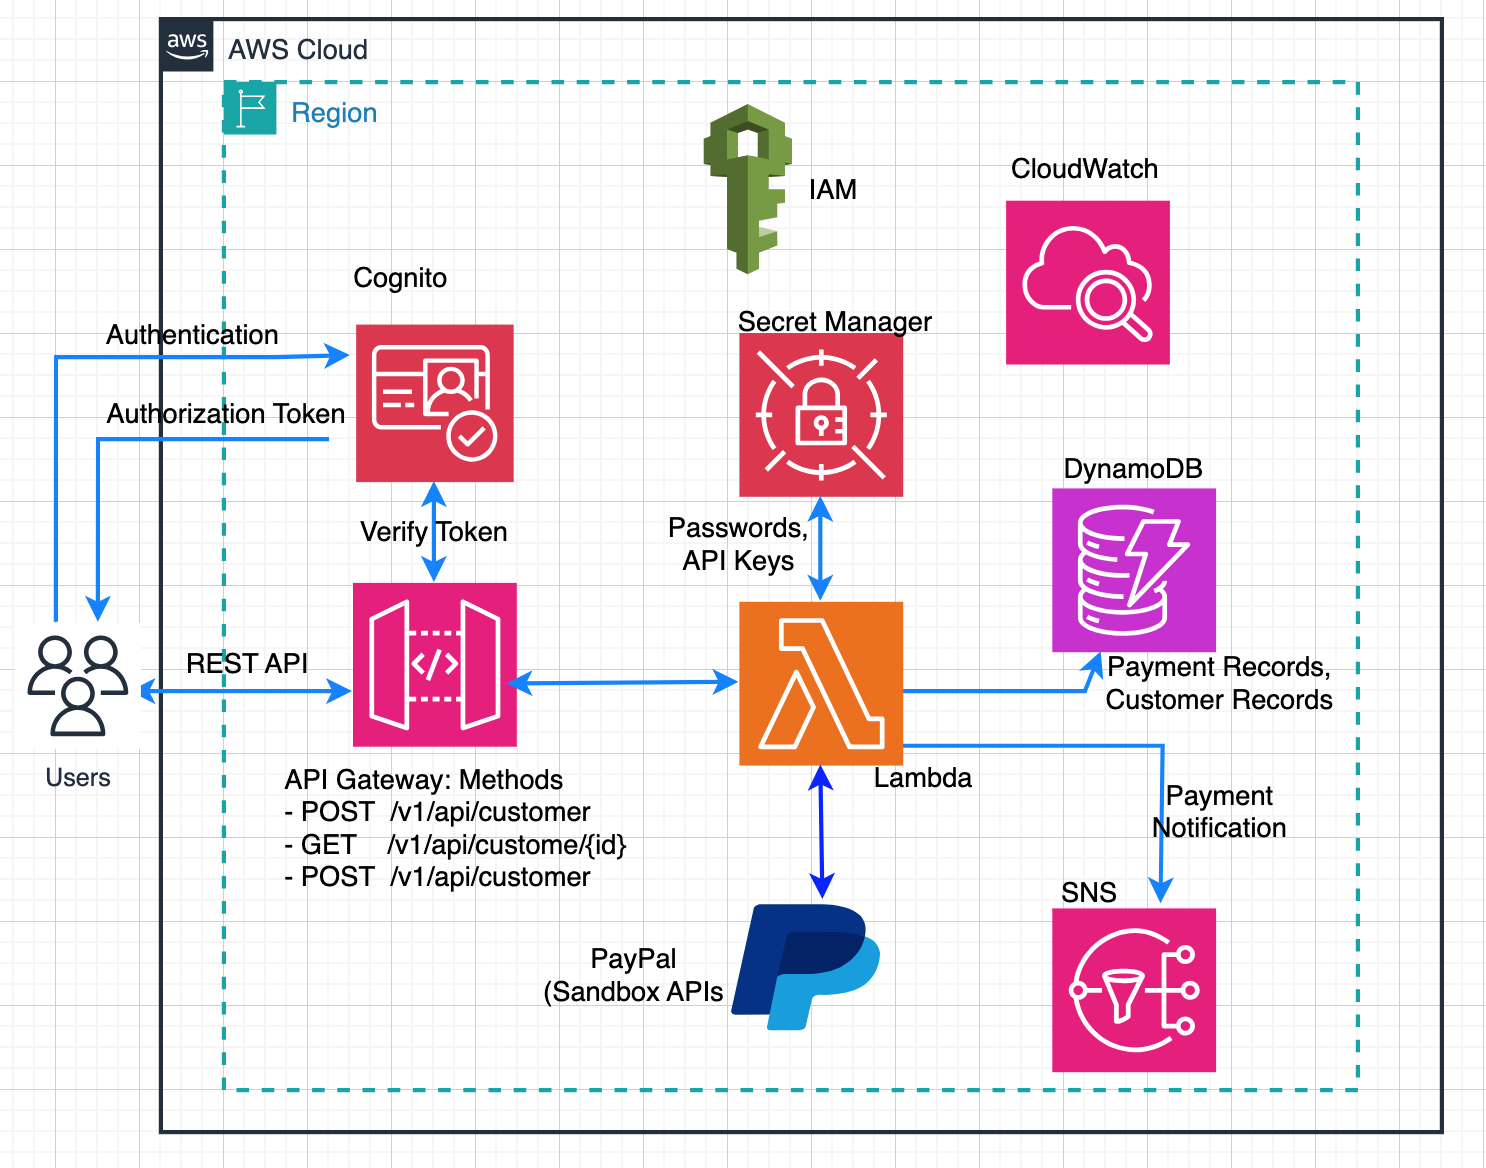 aws
AWS Cloud
Region
IAM
CloudWatch
Cognito
Secret Manager
Authentication
Authorization Token
DynamoDB
Verify Token
Passwords,
API Keys
REST API
Payment Records,
Customer Records
Users
API Gateway: Methods
- POST /v1/api/customer
- GET /v1/api/custome/{id}
- POST /v1/api/customer
Lambda
Payment
Notification
SNS
PayPal
(Sandbox APIs